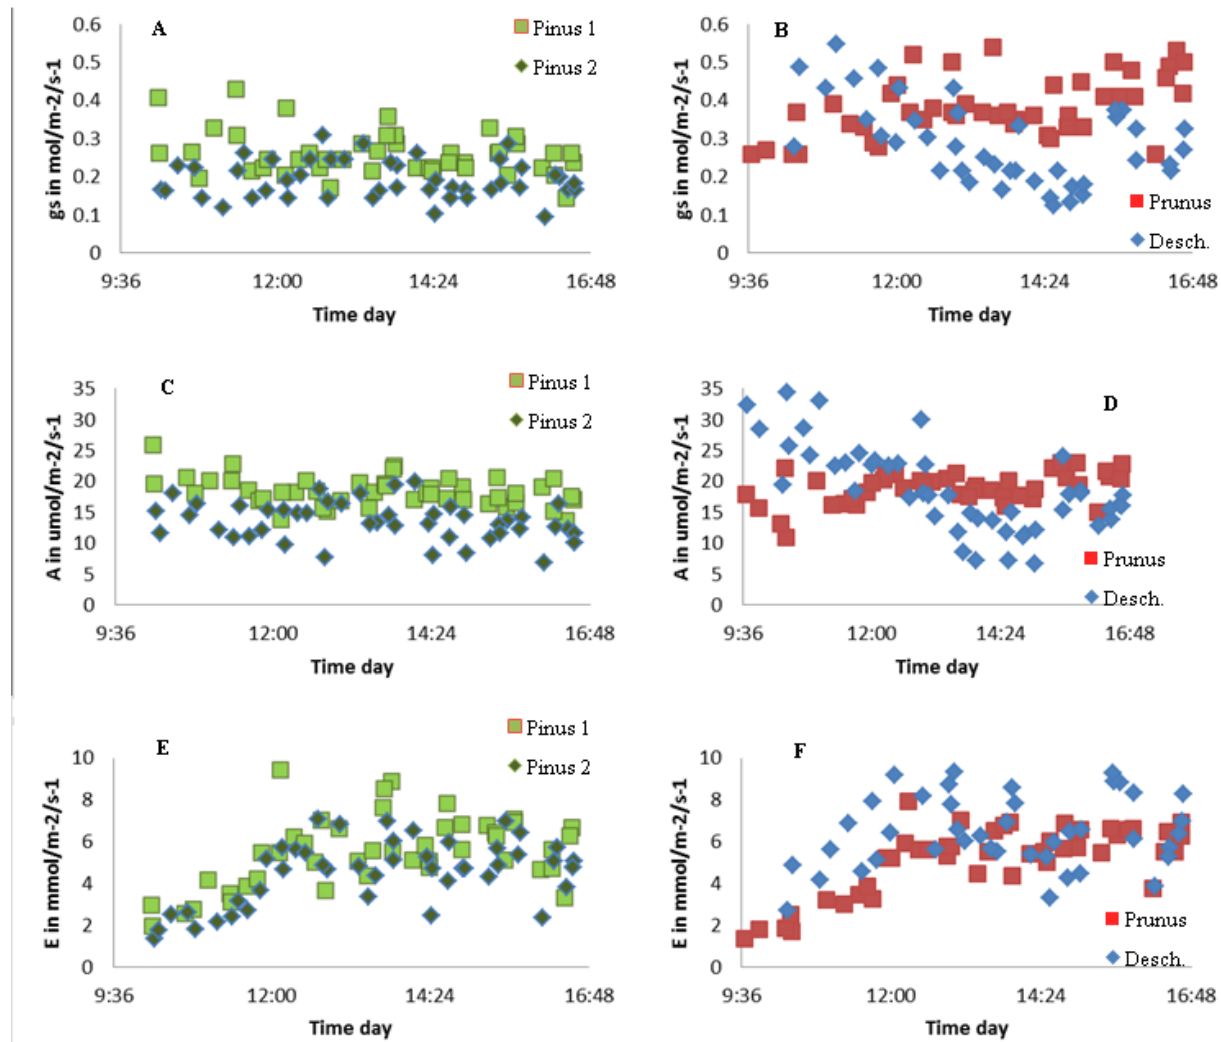 A
Pinus 1
Pinus 2
gs in mol/m-2/s-1
0.6
0.5
0.4
0.3
0.2
0.1
0
9:36
12:00
14:24
16:48
Time day
B
Prunus
Desch.
gs in mol/m-2/s-1
0.6
0.5
0.4
0.3
0.2
0.1
0
9:36
12:00
14:24
16:48
Time day
C
Pinus 1
Pinus 2
A in umol/m-2/s-1
35
30
25
20
15
10
5
0
9:36
12:00
14:24
16:48
Time day
D
Prunus
Desch.
A in umol/m-2/s-1
35
30
25
20
15
10
5
0
9:36
12:00
14:24
16:48
Time day
E
Pinus 1
Pinus 2
E in mmol/m-2/s-1
10
8
6
4
2
0
9:36
12:00
14:24
16:48
Time day
F
Prunus
Desch.
E in mmol/m-2/s-1
10
8
6
4
2
0
9:36
12:00
14:24
16:48
Time day